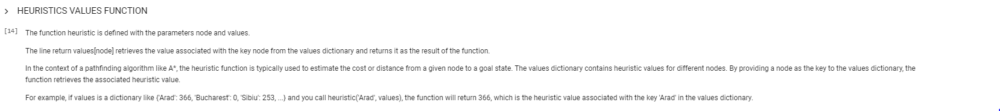 HEURISTICS VALUES FUNCTION
[14] The function heuristic is defined with the parameters node and values.
The line return values[node] retrieves the value associated with the key node from the values dictionary and returns it as the result of the function.
In the context of a pathfinding algorithm like A*, the heuristic function is typically used to estimate the cost or distance from a given node to a goal state. The values dictionary contains heuristic values for different nodes. By providing a node as the key to the values dictionary, the
function retrieves the associated heuristic value.
For example, if values is a dictionary like {'Arad': 366, 'Bucharest': 0, 'Sibiu': 253, ...} and you call heuristic('Arad', values), the function will return 366, which is the heuristic value associated with the key 'Arad' in the values dictionary.